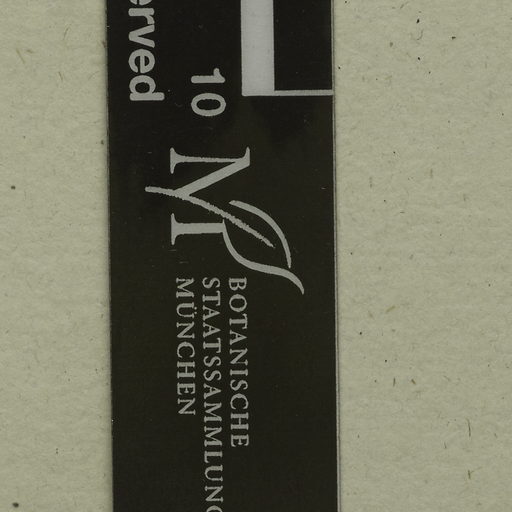 erved
10
BOTANISCHE
STAATSSAMMLUNG
MÜNCHEN